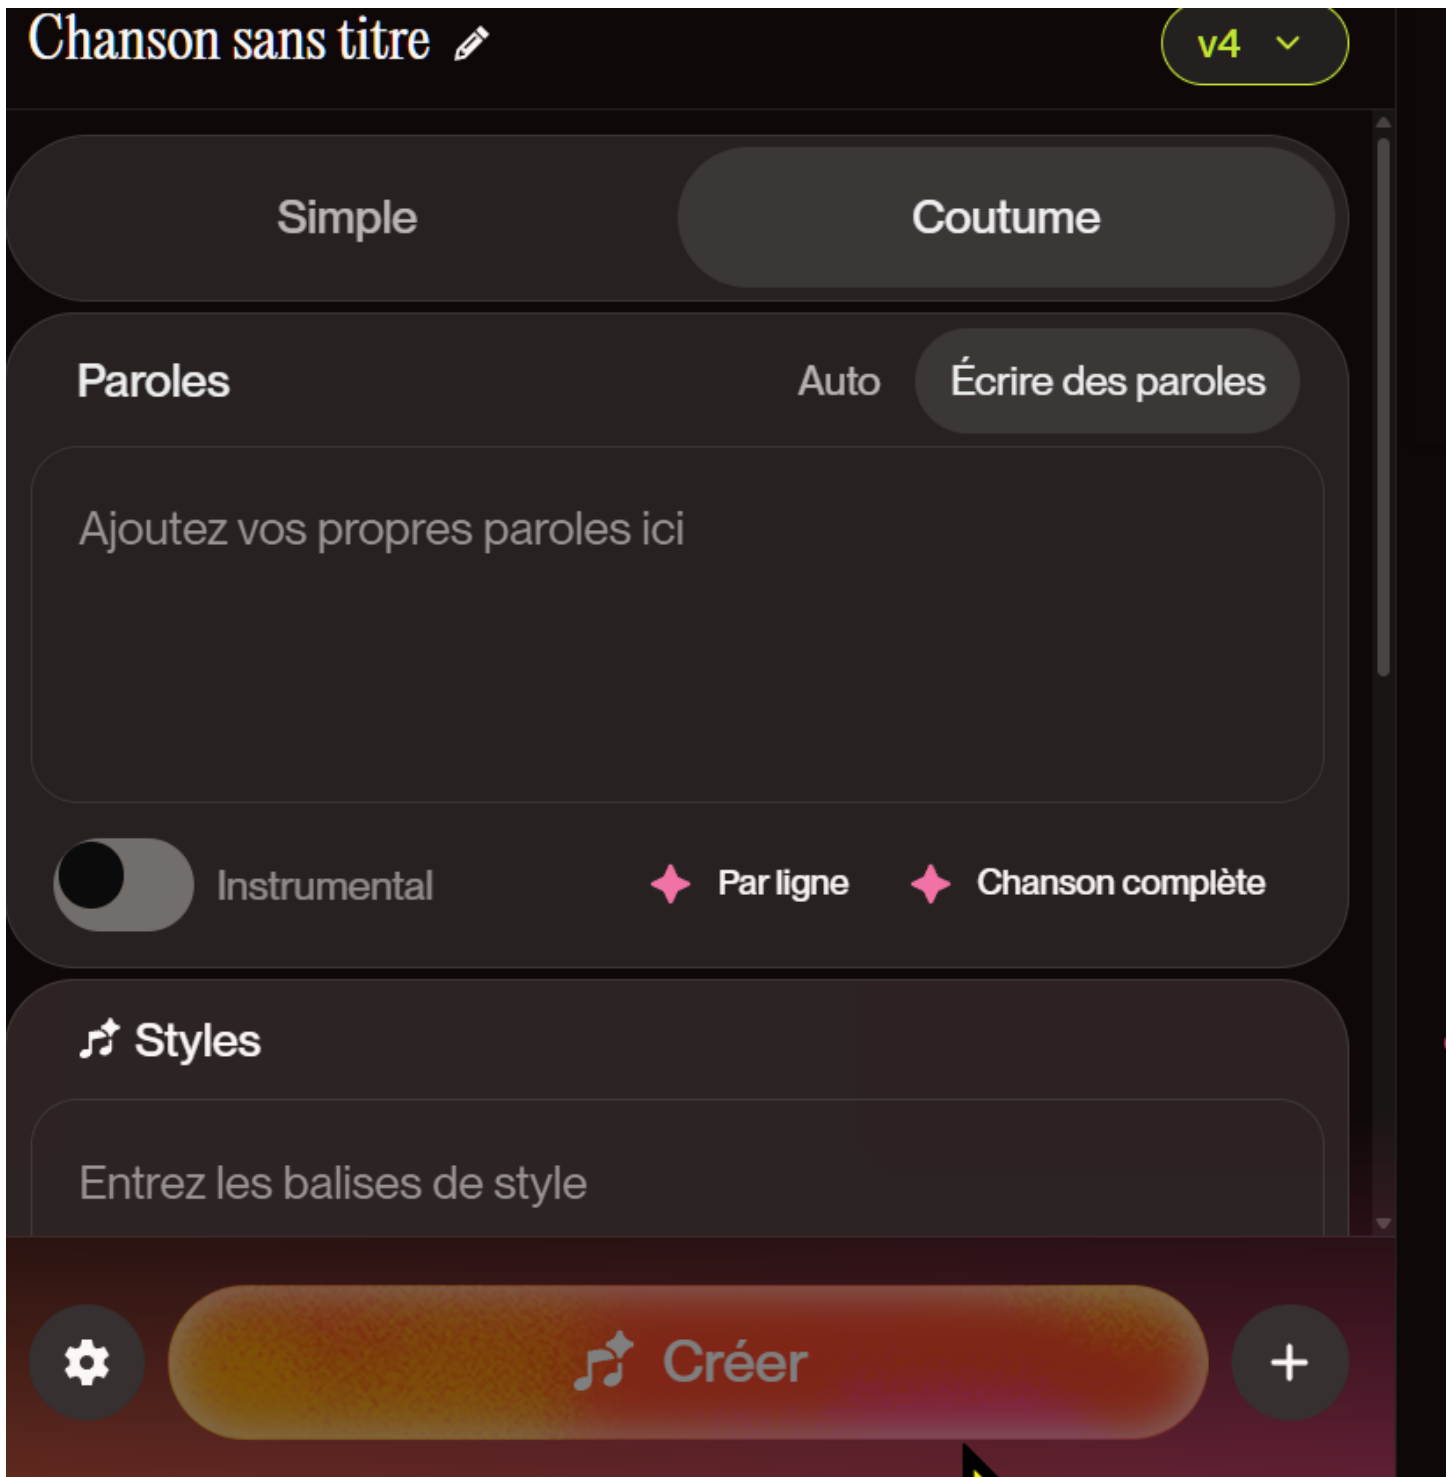 Chanson sans titre
v4
Simple
Coutume
Paroles
Auto
Écrire des paroles
Ajoutez vos propres paroles ici
Instrumental
Par ligne
Chanson complète
Styles
Entrez les balises de style
Créer